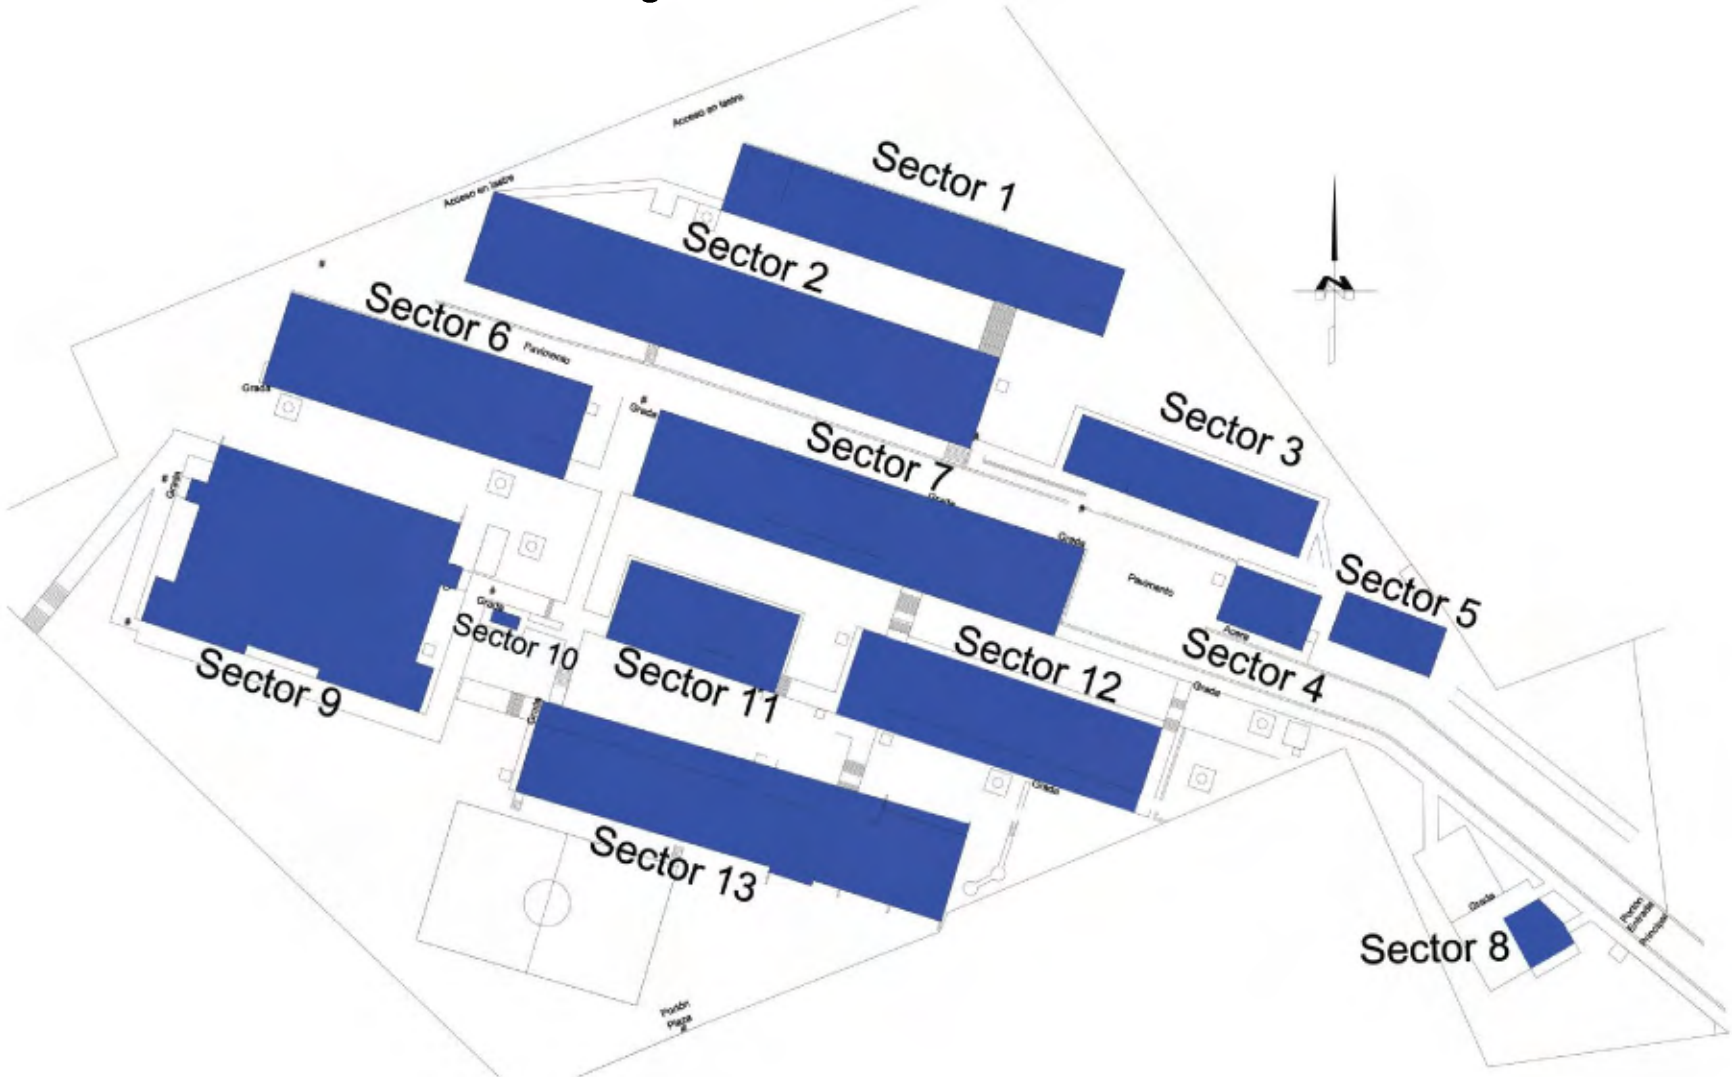 Acceso en lastre
Sector 1
Acceso en lastre
Sector 2
Sector 6
Pavimento
Grada
Grada
N
Sector 3
Sector 7
Grada
Grada
Grada
Pavimento
Sector 5
Grada
Sector 10
Acera
Sector 4
Sector 9
Sector 11
Sector 12
Grada
Grada
Grada
Sector 13
Sector 8
Grada
Portón
Entrada
Principal
Portón
Plaza